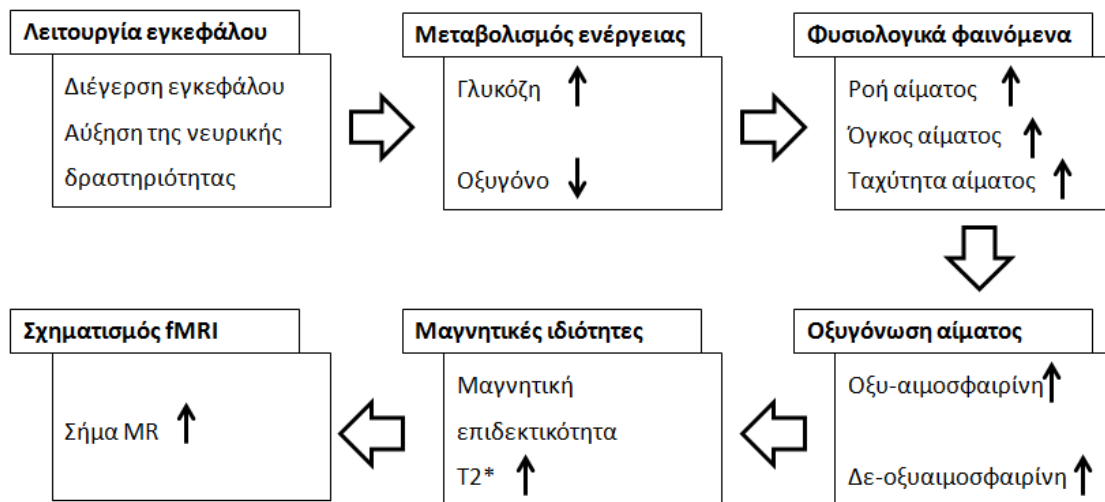 Λειτουργία εγκεφάλου
Διέγερση εγκεφάλου
Αύξηση της νευρικής
δραστηριότητας
Μεταβολισμός ενέργειας
Γλυκόζη ↑
Οξυγόνο ↓
Φυσιολογικά φαινόμενα
Ροή αίματος ↑
Όγκος αίματος ↑
Ταχύτητα αίματος ↑
Οξυγόνωση αίματος
Οξυ-αιμοσφαιρίνη ↑
Δε-οξυαιμοσφαιρίνη ↑
Μαγνητικές ιδιότητες
Μαγνητική
επιδεκτικότητα
T2* ↑
Σχηματισμός fMRI
Σήμα MR ↑